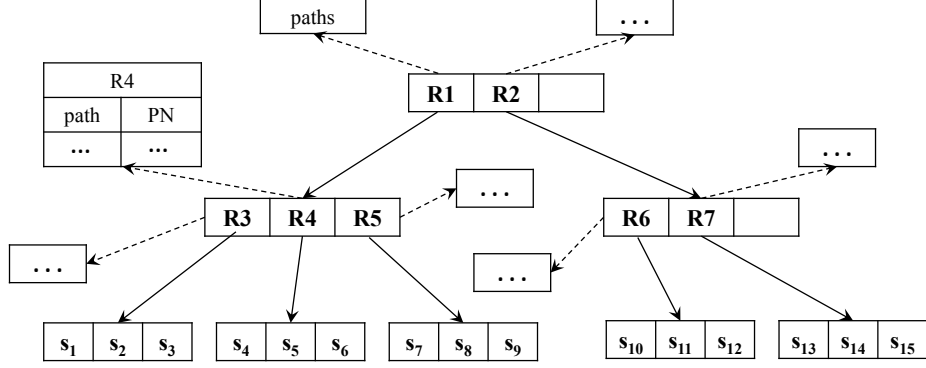 paths
...
R4
path PN
... ...
R1 R2
...
...
R3 R4 R5
R6 R7
...
...
s1 s2 s3
s4 s5 s6
s7 s8 s9
s10 s11 s12
s13 s14 s15